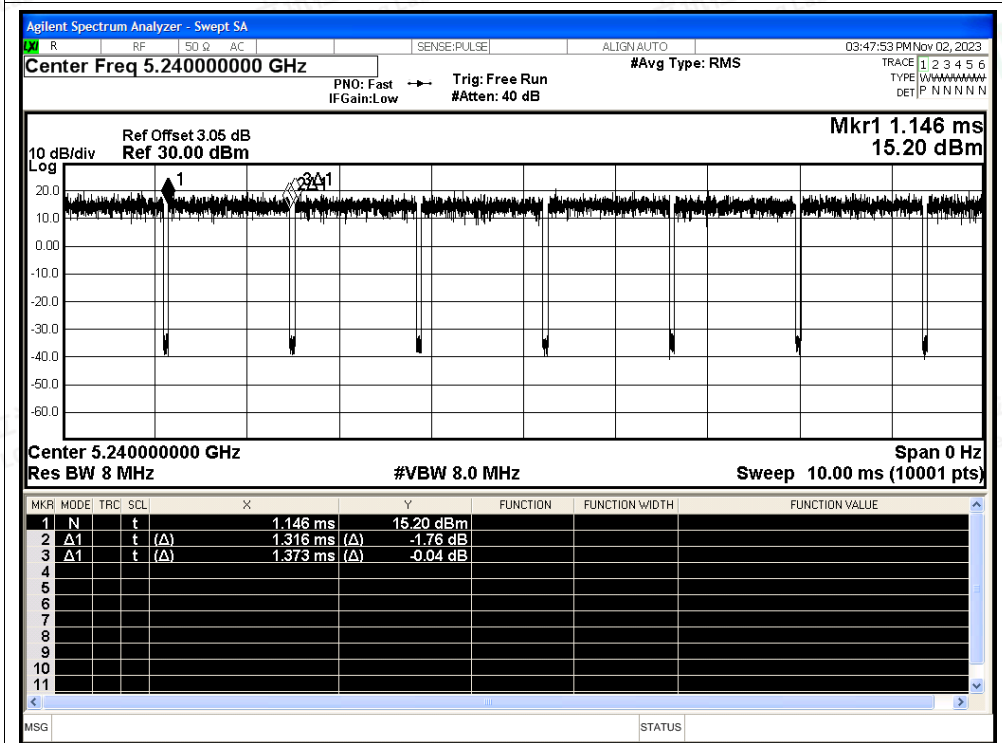 Agilent Spectrum Analyzer - Swept SA
LXI R RF 50 Ω AC SENSE:PULSE ALIGN AUTO 03:47:53 PM Nov 02, 2023
Center Freq 5.240000000 GHz #Avg Type: RMS TRACE 1 2 3 4 5 6
PNO: Fast Trig: Free Run TYPE WWWWWW
IFGain:Low #Atten: 40 dB DET P N N N N N
Mkr1 1.146 ms
15.20 dBm
Ref Offset 3.05 dB
10 dB/div Ref 30.00 dBm
Log
1
3Δ1
20.0
10.0
0.00
-10.0
-20.0
-30.0
-40.0
-50.0
-60.0
Center 5.240000000 GHz Span 0 Hz
Res BW 8 MHz #VBW 8.0 MHz Sweep 10.00 ms (10001 pts)
MKR MODE TRC SCL X Y FUNCTION FUNCTION WIDTH FUNCTION VALUE
1 N t 1.146 ms 15.20 dBm
2 Δ1 t (Δ) 1.316 ms (Δ) -1.76 dB
3 Δ1 t (Δ) 1.373 ms (Δ) -0.04 dB
4
5
6
7
8
9
10
11
MSG STATUS